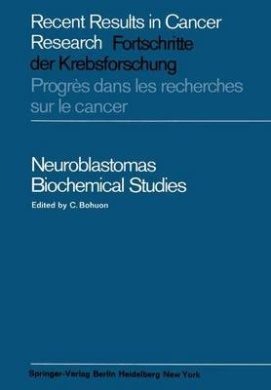 Recent Results in Cancer
Research Fortschritte
der Krebsforschung
Progrès dans les recherches
sur le cancer
Neuroblastomas
Biochemical Studies
Edited by C. Bohuon
Springer-Verlag Berlin Heidelberg New York